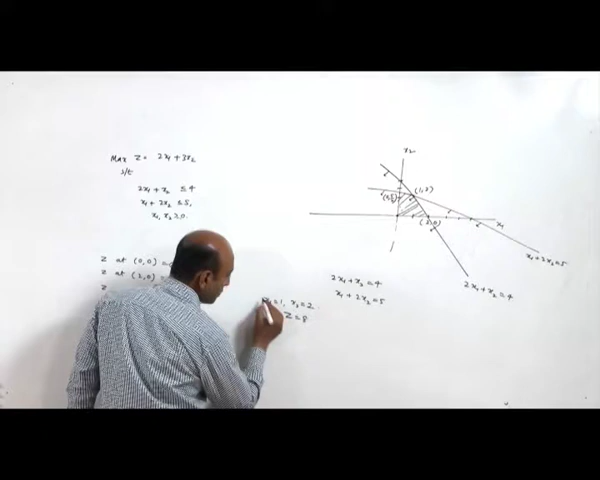 Max Z = 2x₁ + 3x₂
s/t
2x₁ + x₂ ≤ 4
x₁ + 2x₂ ≤ 5,
x₁, x₂ ≥ 0.
Z at (0,0) =
Z at (2,0) =
Z
x₁=1, x₂=2
Z = 8
2x₁ + x₂ = 4
x₁ + 2x₂ = 5
x₂
(1,2)
(2,0)
x₁
x₁ + 2x₂ = 5
2x₁ + x₂ = 4